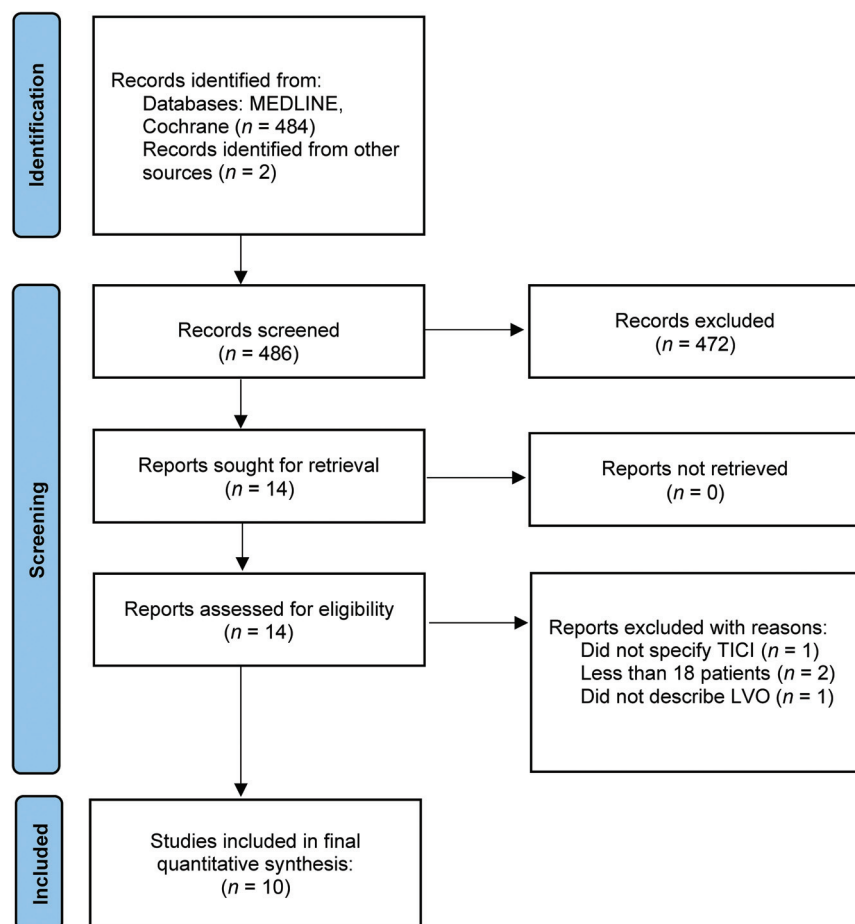 Identification
Records identified from:
Databases: MEDLINE,
Cochrane (n = 484)
Records identified from other
sources (n = 2)
Screening
Records screened
(n = 486)
Records excluded
(n = 472)
Reports sought for retrieval
(n = 14)
Reports not retrieved
(n = 0)
Reports assessed for eligibility
(n = 14)
Reports excluded with reasons:
Did not specify TICI (n = 1)
Less than 18 patients (n = 2)
Did not describe LVO (n = 1)
Included
Studies included in final
quantitative synthesis:
(n = 10)